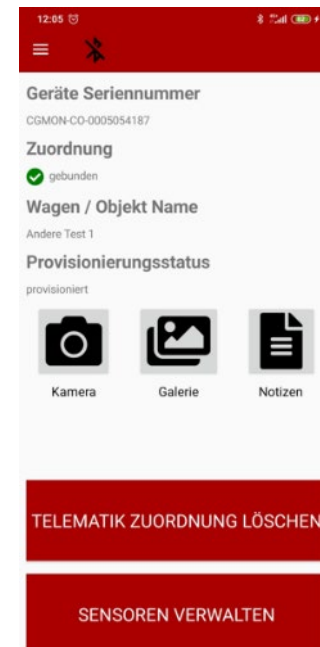 12:05
82
Geräte Seriennummer
CGMON-CO-0005054187
Zuordnung
gebunden
Wagen / Objekt Name
Andere Test 1
Provisionierungsstatus
provisioniert
Kamera Galerie Notizen
TELEMATIK ZUORDNUNG LÖSCHEN
SENSOREN VERWALTEN